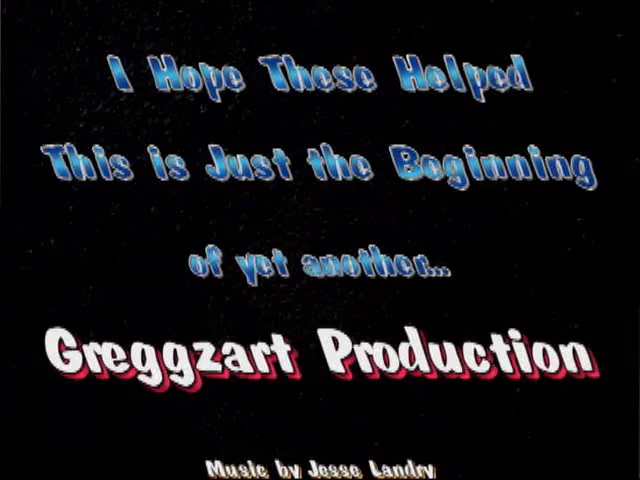 I Hope These Helped
This is Just the Beginning
of yet another...
Greggzart Production
Music by Jesse Landry